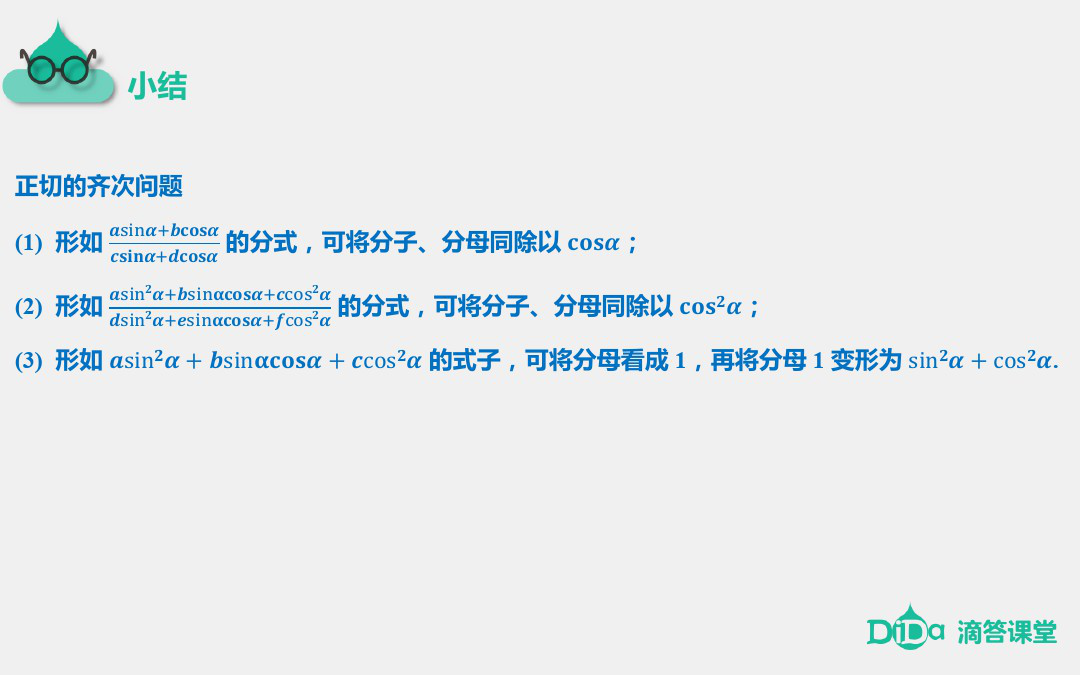 小结
正切的齐次问题
(1) 形如 $\frac{a\sin\alpha+b\cos\alpha}{c\sin\alpha+d\cos\alpha}$ 的分式，可将分子、分母同除以 $\cos\alpha$；
(2) 形如 $\frac{a\sin^2\alpha+b\sin\alpha\cos\alpha+c\cos^2\alpha}{d\sin^2\alpha+e\sin\alpha\cos\alpha+f\cos^2\alpha}$ 的分式，可将分子、分母同除以 $\cos^2\alpha$；
(3) 形如 $a\sin^2\alpha+b\sin\alpha\cos\alpha+c\cos^2\alpha$ 的式子，可将分母看成 1，再将分母 1 变形为 $\sin^2\alpha+\cos^2\alpha$.
DiDa 滴答课堂